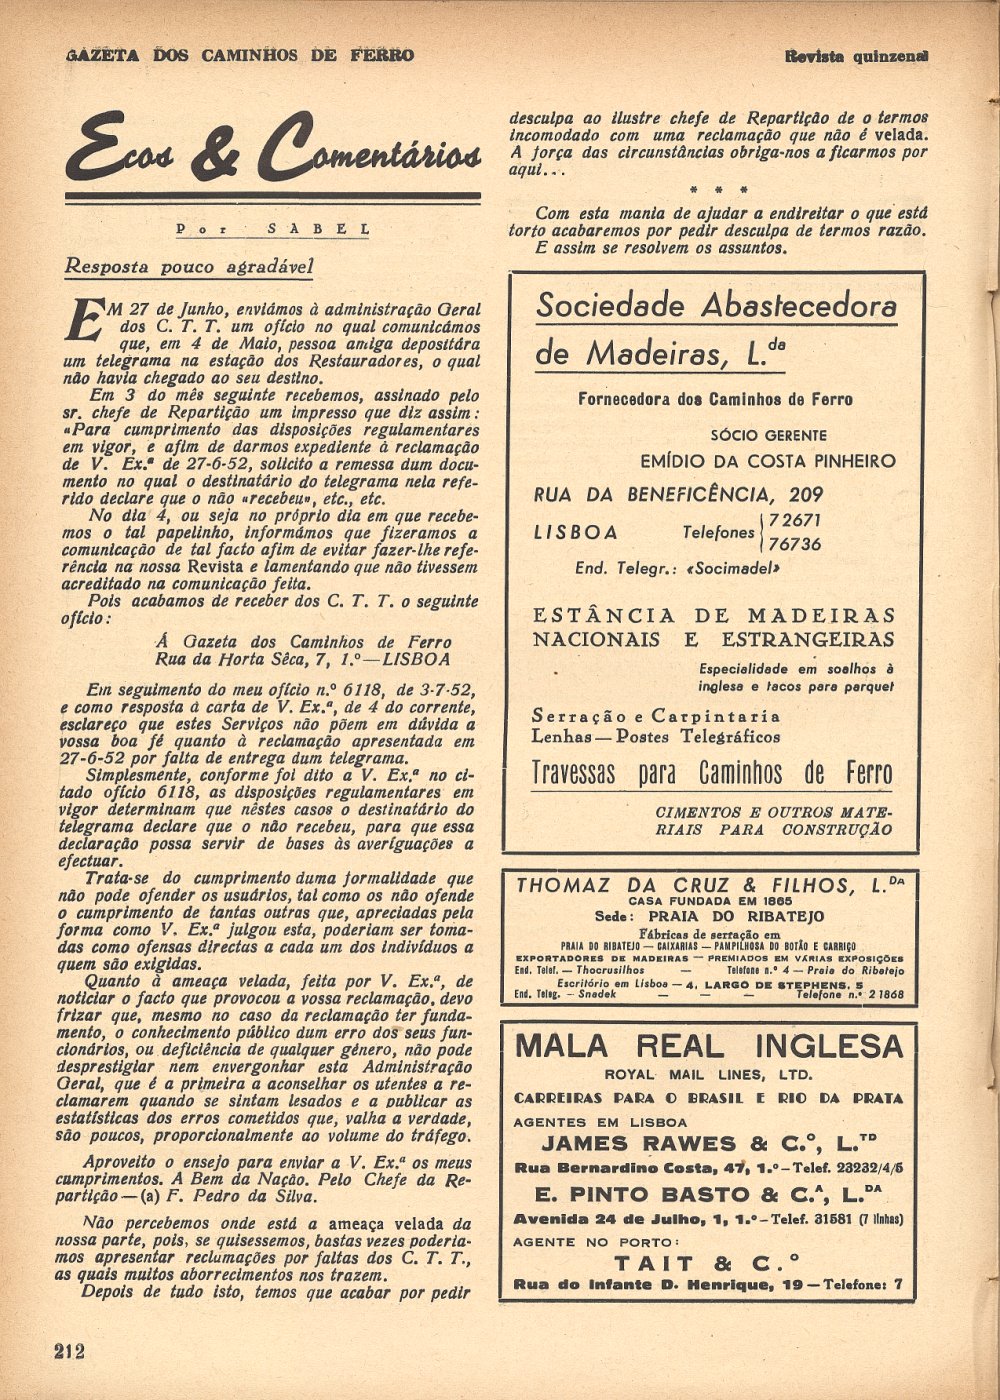 GAZETA DOS CAMINHOS DE FERRO
Revista quinzenal
Ecos & Comentários
Por SABEL
Resposta pouco agradável
EM 27 de Junho, enviámos à administração Geral
dos C. T. T. um ofício no qual comunicámos
que, em 4 de Maio, pessoa amiga depositára
um telegrama na estação dos Restauradores, o qual
não havia chegado ao seu destino.
Em 3 do mês seguinte recebemos, assinado pelo
sr. chefe de Repartição um impresso que diz assim:
«Para cumprimento das disposições regulamentares
em vigor, e afim de darmos expediente à reclamação
de V. Ex.ª de 27-6-52, solicito a remessa dum docu-
mento no qual o destinatário do telegrama nela refe-
rido declare que o não «recebeu», etc., etc.
No dia 4, ou seja no próprio dia em que recebe-
mos o tal papelinho, informámos que fizeramos a
comunicação de tal facto afim de evitar fazer-lhe refe-
rência na nossa Revista e lamentando que não tivessem
acreditado na comunicação feita.
Pois acabamos de receber dos C. T. T. o seguinte
ofício:
Á Gazeta dos Caminhos de Ferro
Rua da Horta Sêca, 7, 1.º—LISBOA
Em seguimento do meu ofício n.º 6118, de 3-7-52,
e como resposta à carta de V. Ex.ª, de 4 do corrente,
esclareço que estes Serviços não põem em dúvida a
vossa boa fé quanto à reclamação apresentada em
27-6-52 por falta de entrega dum telegrama.
Simplesmente, conforme foi dito a V. Ex.ª no ci-
tado ofício 6118, as disposições regulamentares em
vigor determinam que nêstes casos o destinatário do
telegrama declare que o não recebeu, para que essa
declaração possa servir de bases às averiguações a
efectuar.
Trata-se do cumprimento duma formalidade que
não pode ofender os usuários, tal como os não ofende
o cumprimento de tantas outras que, apreciadas pela
forma como V. Ex.ª julgou esta, poderiam ser toma-
das como ofensas directas a cada um dos indivíduos a
quem são exigidas.
Quanto à ameaça velada, feita por V. Ex.ª, de
noticiar o facto que provocou a vossa reclamação, devo
frizar que, mesmo no caso da reclamação ter funda-
mento, o conhecimento público dum erro dos seus fun-
cionários, ou deficiência de qualquer género, não pode
desprestigiar nem envergonhar esta Administração
Geral, que é a primeira a aconselhar os utentes a re-
clamarem quando se sintam lesados e a publicar as
estatísticas dos erros cometidos que, valha a verdade,
são poucos, proporcionalmente ao volume do tráfego.
Aproveito o ensejo para enviar a V. Ex.ª os meus
cumprimentos. A Bem da Nação. Pelo Chefe da Re-
partição—(a) F. Pedro da Silva.
Não percebemos onde está a ameaça velada da
nossa parte, pois, se quisessemos, bastas vezes poderia-
mos apresentar reclamações por faltas dos C. T. T.,
as quais muitos aborrecimentos nos trazem.
Depois de tudo isto, temos que acabar por pedir
desculpa ao ilustre chefe de Repartição de o termos
incomodado com uma reclamação que não é velada.
A força das circunstâncias obriga-nos a ficarmos por
aqui...
* * *
Com esta mania de ajudar a endireitar o que está
torto acabaremos por pedir desculpa de termos razão.
E assim se resolvem os assuntos.
Sociedade Abastecedora
de Madeiras, L.da
Fornecedora dos Caminhos de Ferro
SÓCIO GERENTE
EMÍDIO DA COSTA PINHEIRO
RUA DA BENEFICÊNCIA, 209
LISBOA Telefones 72671
76736
End. Telegr.: «Socimadel»
ESTÂNCIA DE MADEIRAS
NACIONAIS E ESTRANGEIRAS
Especialidade em soalhos à
inglesa e tacos para parquet
Serração e Carpintaria
Lenhas—Postes Telegráficos
Travessas para Caminhos de Ferro
CIMENTOS E OUTROS MATE-
RIAIS PARA CONSTRUÇÃO
THOMAZ DA CRUZ & FILHOS, L.DA
CASA FUNDADA EM 1865
Sede: PRAIA DO RIBATEJO
Fábricas de serração em
PRAIA DO RIBATEJO — CAIXARIAS — PAMPILHOSA DO BOTÃO E CARRIÇO
EXPORTADORES DE MADEIRAS — PREMIADOS EM VÁRIAS EXPOSIÇÕES
End. Telef. — Thocrusilhos — Telefone n.º 4 — Praia do Ribatejo
Escritório em Lisboa — 4, LARGO DE STEPHENS, 5
End. Teleg. — Snadek — — — Telefone n.º 21868
MALA REAL INGLESA
ROYAL MAIL LINES, LTD.
CARREIRAS PARA O BRASIL E RIO DA PRATA
AGENTES EM LISBOA
JAMES RAWES & C.º, L.TD
Rua Bernardino Costa, 47, 1.º—Telef. 23232/4/5
E. PINTO BASTO & C.A, L.DA
Avenida 24 de Julho, 1, 1.º—Telef. 31581 (7 linhas)
AGENTE NO PORTO:
TAIT & C.º
Rua do Infante D. Henrique, 19—Telefone: 7
212